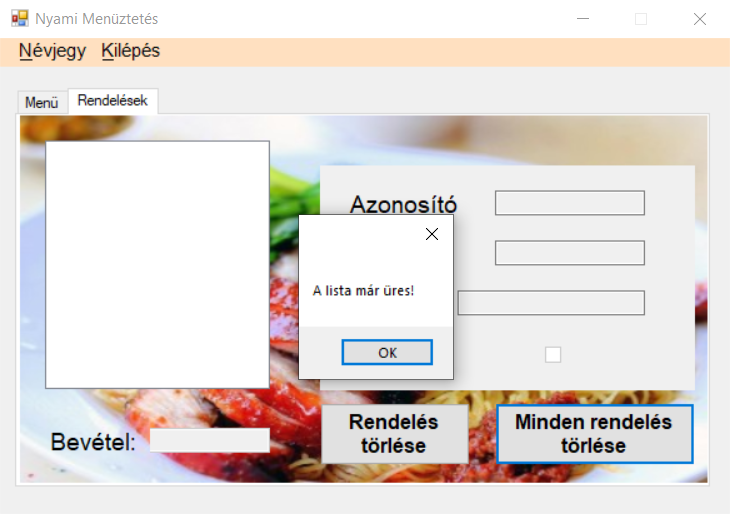 Nyami Menüztetés
Névjegy Kilépés
Menü Rendelések
Azonosító
A lista már üres!
OK
Bevétel:
Rendelés
törlése
Minden rendelés
törlése